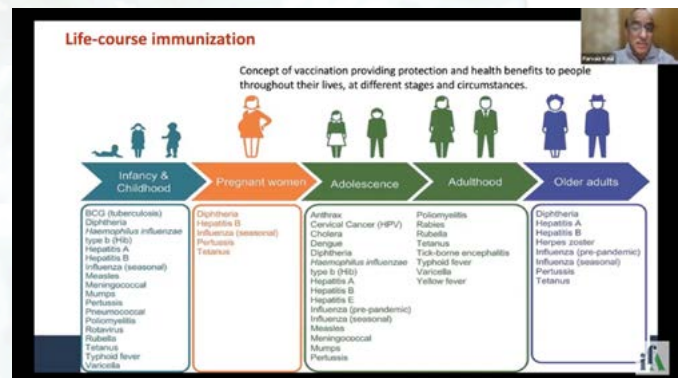 Life-course immunization
Parvaiz Koul
Concept of vaccination providing protection and health benefits to people
throughout their lives, at different stages and circumstances.
Infancy &
Childhood
Pregnant women
Adolescence
Adulthood
Older adults
BCG (tuberculosis)
Diphtheria
Haemophilus influenzae
type b (Hib)
Hepatitis A
Hepatitis B
Influenza (seasonal)
Measles
Meningococcal
Mumps
Pertussis
Pneumococcal
Poliomyelitis
Rotavirus
Rubella
Tetanus
Typhoid fever
Varicella
Diphtheria
Hepatitis B
Influenza (seasonal)
Pertussis
Tetanus
Anthrax
Cervical Cancer (HPV)
Cholera
Dengue
Diphtheria
Haemophilus influenzae
type b (Hib)
Hepatitis A
Hepatitis B
Hepatitis E
Influenza (pre-pandemic)
Influenza (seasonal)
Measles
Meningococcal
Mumps
Pertussis
Poliomyelitis
Rabies
Rubella
Tetanus
Tick-borne encephalitis
Typhoid fever
Varicella
Yellow fever
Diphtheria
Hepatitis A
Hepatitis B
Herpes zoster
Influenza (pre-pandemic)
Influenza (seasonal)
Pertussis
Tetanus
ifa